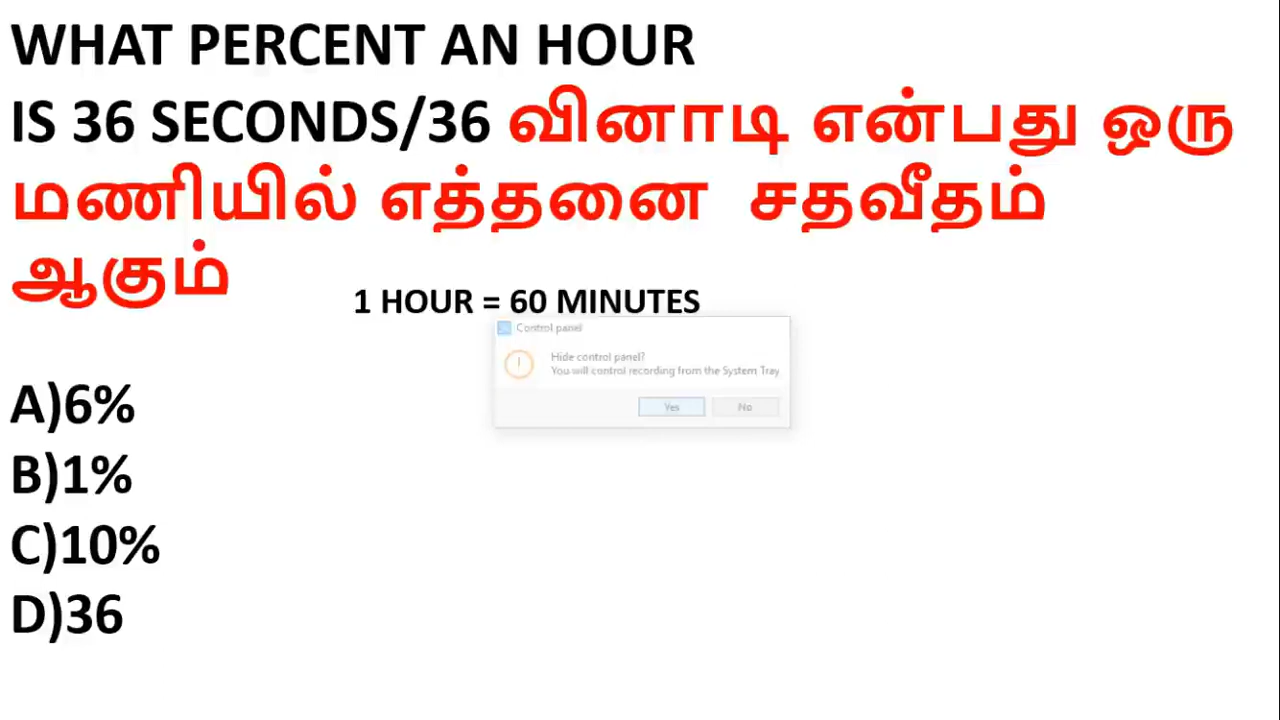 WHAT PERCENT AN HOUR
IS 36 SECONDS/36 வினாடி என்பது ஒரு
மணியில் எத்தனை சதவீதம்
ஆகும்
1 HOUR = 60 MINUTES
Control panel
Hide control panel?
You will control recording from the System Tray
Yes No
A)6%
B)1%
C)10%
D)36